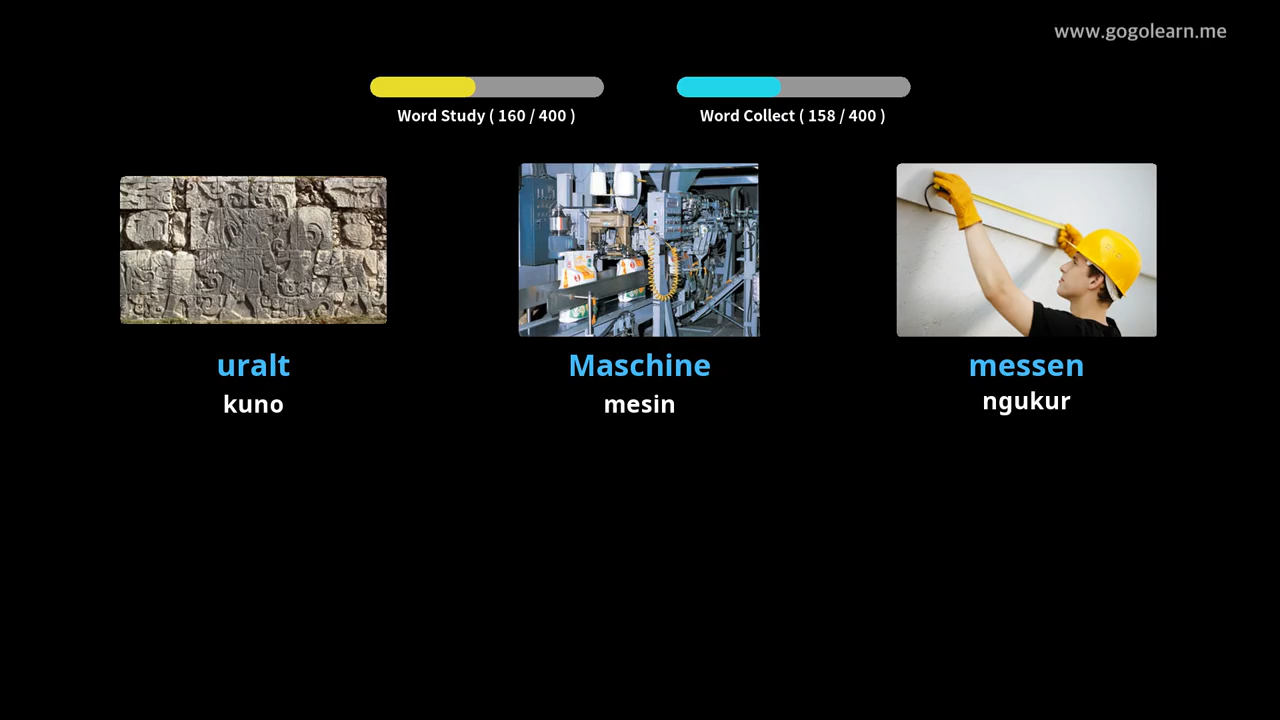 www.gogolearn.me
Word Study ( 160 / 400 )
Word Collect ( 158 / 400 )
uralt
kuno
Maschine
mesin
messen
ngukur